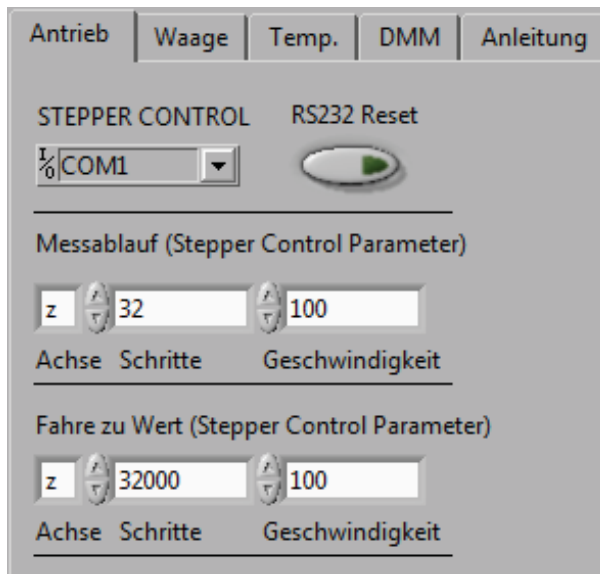 Antrieb Waage Temp. DMM Anleitung
STEPPER CONTROL RS232 Reset
I/O COM1
Messablauf (Stepper Control Parameter)
z 32 100
Achse Schritte Geschwindigkeit
Fahre zu Wert (Stepper Control Parameter)
z 32000 100
Achse Schritte Geschwindigkeit